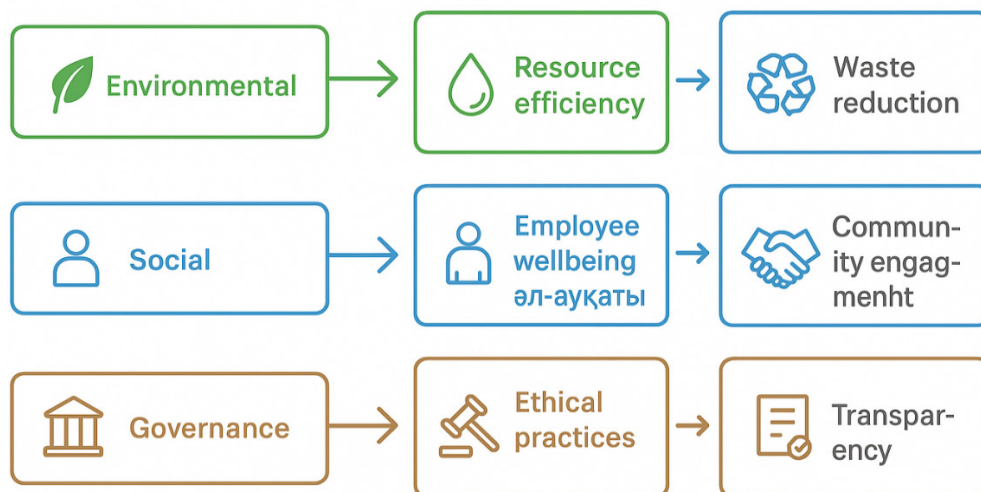 Environmental
Resource
efficiency
Waste
reduction
Social
Employee
wellbeing
әл-ауқаты
Commun-
ity engag-
menht
Governance
Ethical
practices
Transpar-
ency